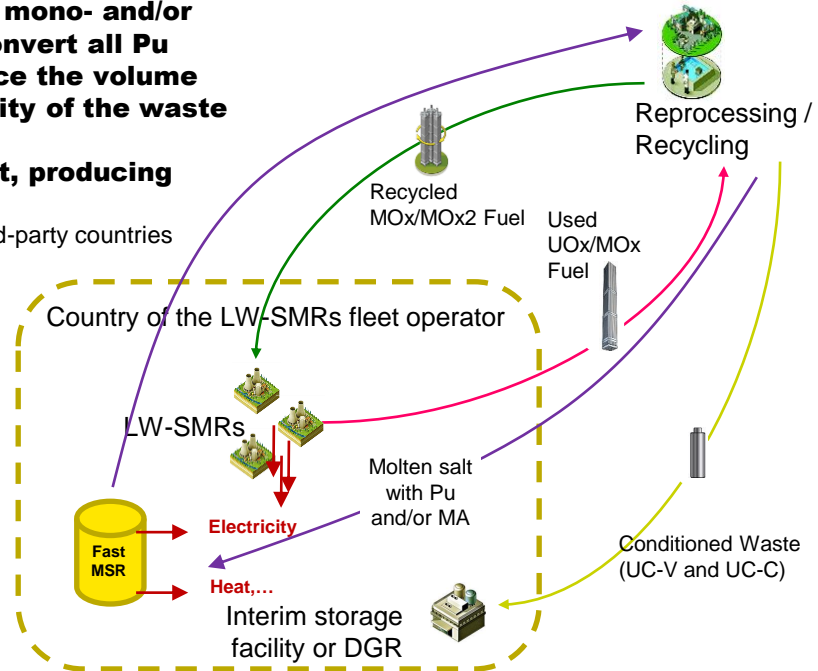 mono- and/or
onvert all Pu
ce the volume
ity of the waste
t, producing
d-party countries
Reprocessing /
Recycling
Recycled
MOx/MOx2 Fuel
Used
UOx/MOx
Fuel
Country of the LW-SMRs fleet operator
LW-SMRs
Molten salt
with Pu
and/or MA
Electricity
Fast
MSR
Heat,...
Conditioned Waste
(UC-V and UC-C)
Interim storage
facility or DGR